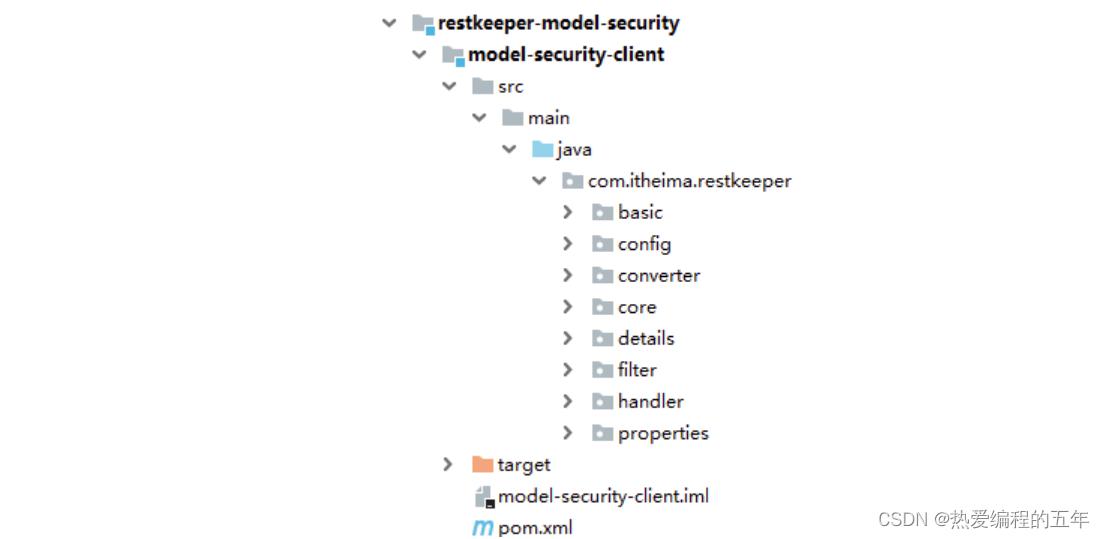 restkeeper-model-security
model-security-client
src
main
java
com.itheima.restkeeper
basic
config
converter
core
details
filter
handler
properties
target
model-security-client.iml
pom.xml
CSDN @热爱编程的五年